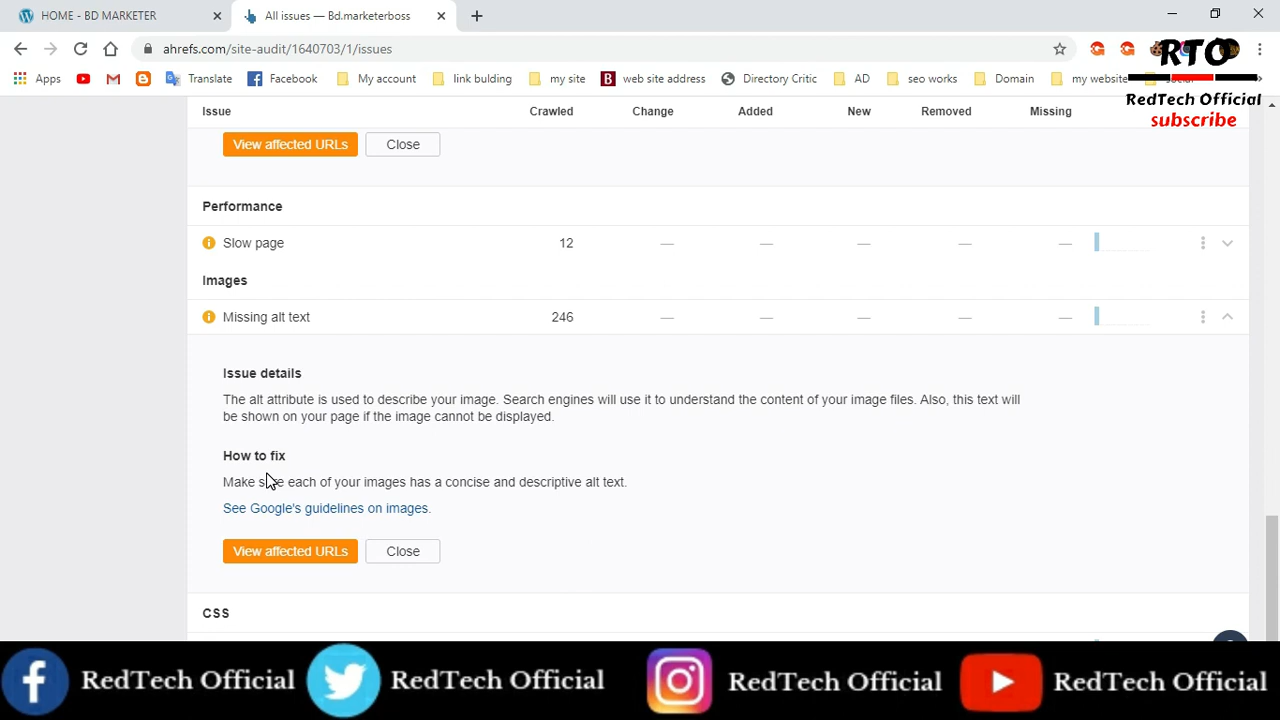 HOME - BD MARKETER
All issues — Bd.marketerboss
ahrefs.com/site-audit/1640703/1/issues
Apps
Translate
Facebook
My account
link bulding
my site
B
web site address
Directory Critic
AD
seo works
Domain
my website
RTO
RedTech Official
subscribe
Issue
Crawled
Change
Added
New
Removed
Missing
View affected URLs
Close
Performance
Slow page
12
—
—
—
—
—
Images
Missing alt text
246
—
—
—
—
—
Issue details
The alt attribute is used to describe your image. Search engines will use it to understand the content of your image files. Also, this text will
be shown on your page if the image cannot be displayed.
How to fix
Make sure each of your images has a concise and descriptive alt text.
See Google's guidelines on images.
View affected URLs
Close
CSS
RedTech Official
RedTech Official
RedTech Official
RedTech Official